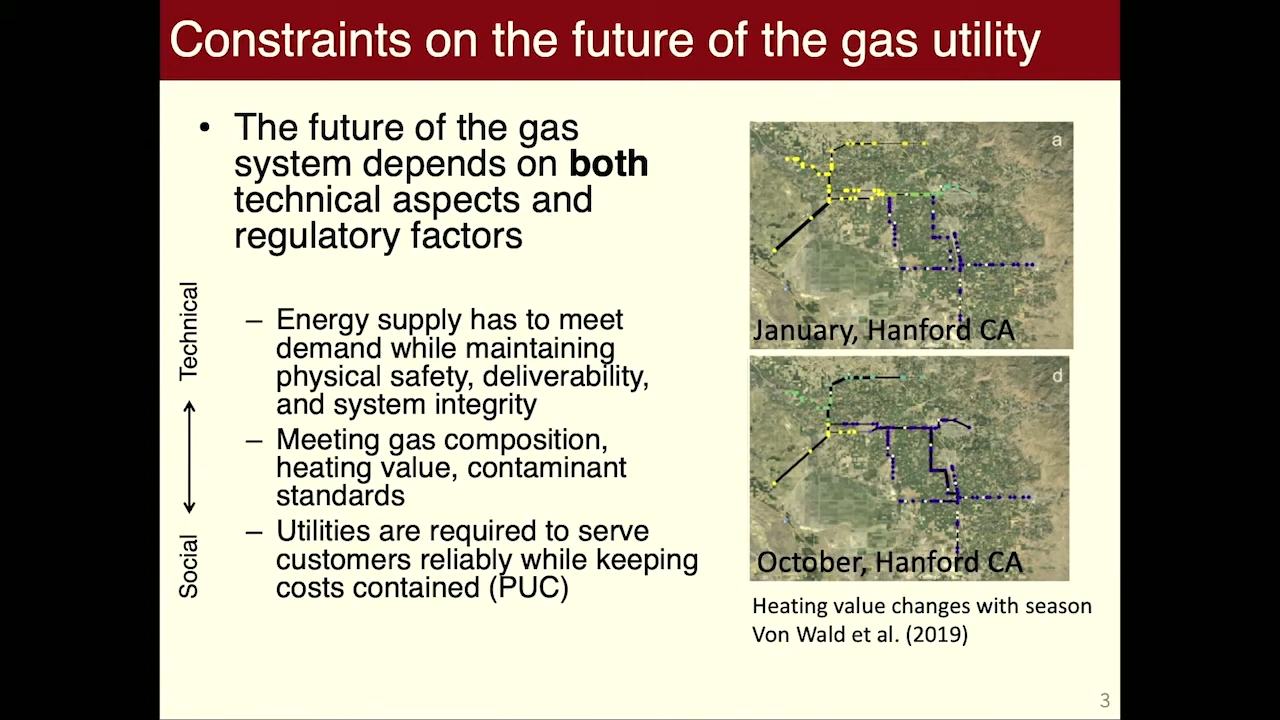 Constraints on the future of the gas utility
• The future of the gas
system depends on both
technical aspects and
regulatory factors
Technical
Social
– Energy supply has to meet
demand while maintaining
physical safety, deliverability,
and system integrity
– Meeting gas composition,
heating value, contaminant
standards
– Utilities are required to serve
customers reliably while keeping
costs contained (PUC)
a
January, Hanford CA
d
October, Hanford CA
Heating value changes with season
Von Wald et al. (2019)
3